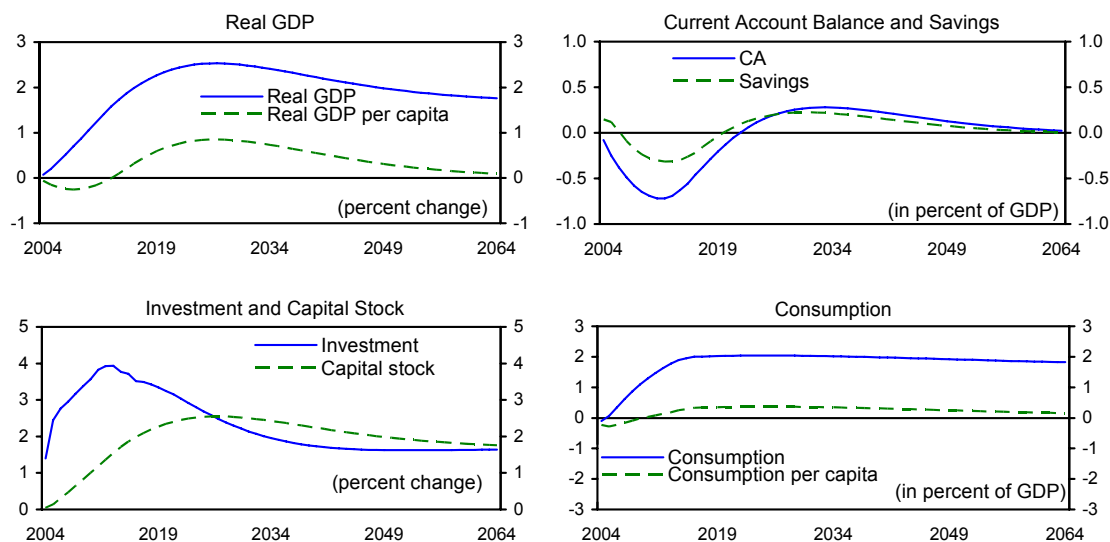 Real GDP
3 3
2 2
Real GDP
Real GDP per capita
1 1
0 0
(percent change)
-1 -1
2004 2019 2034 2049 2064
Current Account Balance and Savings
1.0 1.0
CA
Savings
0.5 0.5
0.0 0.0
-0.5 -0.5
(in percent of GDP)
-1.0 -1.0
2004 2019 2034 2049 2064
Investment and Capital Stock
5 5
Investment
4 4
Capital stock
3 3
2 2
1 1
(percent change)
0 0
2004 2019 2034 2049 2064
Consumption
3 3
2 2
1 1
0 0
-1 -1
Consumption
Consumption per capita
-2 -2
(in percent of GDP)
-3 -3
2004 2019 2034 2049 2064